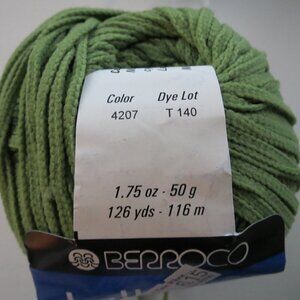 Color Dye Lot
4207 T 140
1.75 oz - 50 g
126 yds - 116 m
BERROCO